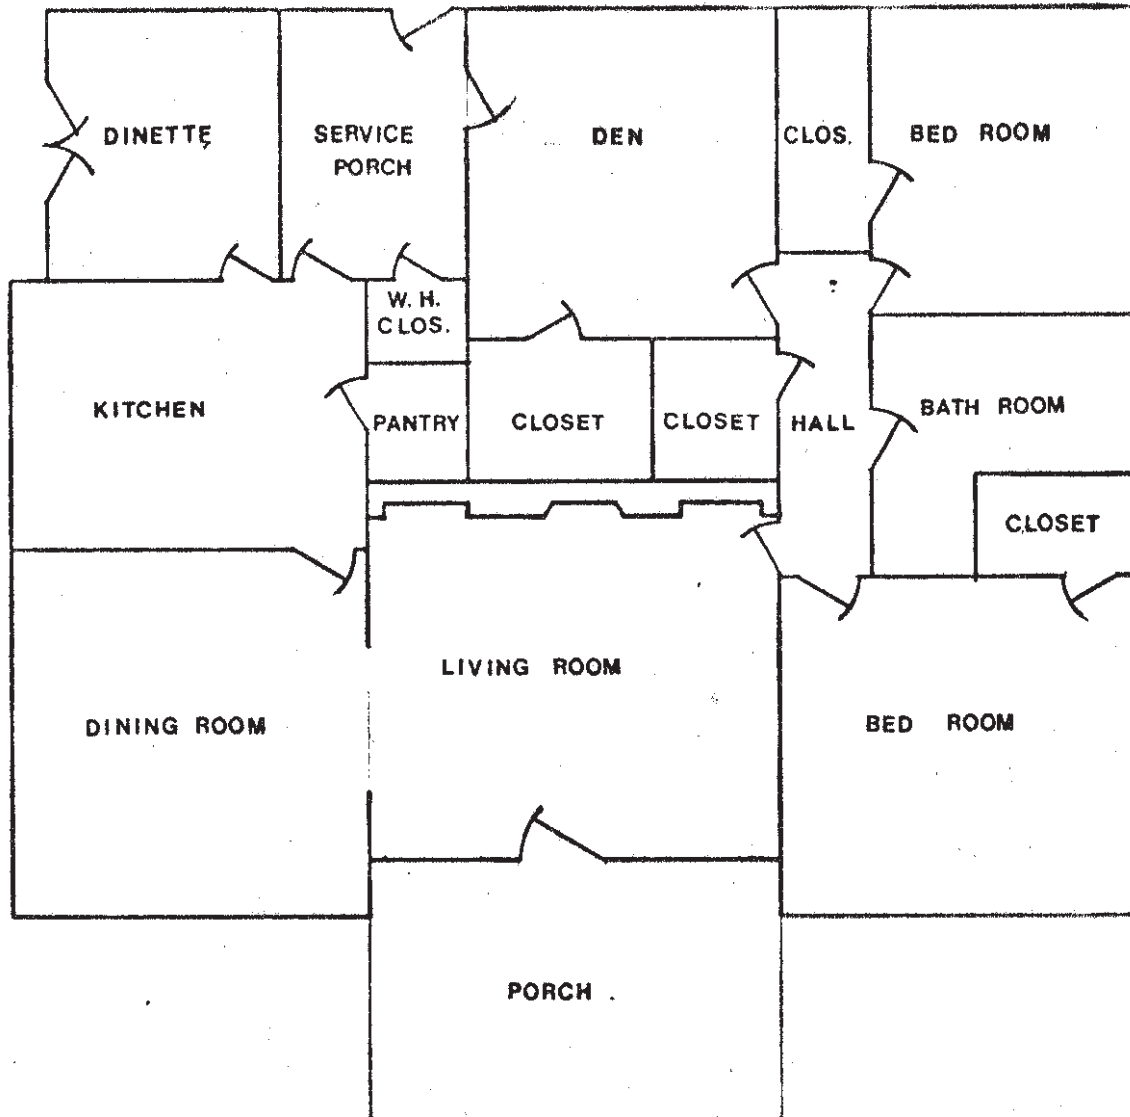 DINETTE
SERVICE
PORCH
DEN
CLOS.
BED ROOM
W. H.
CLOS.
KITCHEN
PANTRY
CLOSET
CLOSET
HALL
BATH ROOM
CLOSET
LIVING ROOM
DINING ROOM
BED ROOM
PORCH